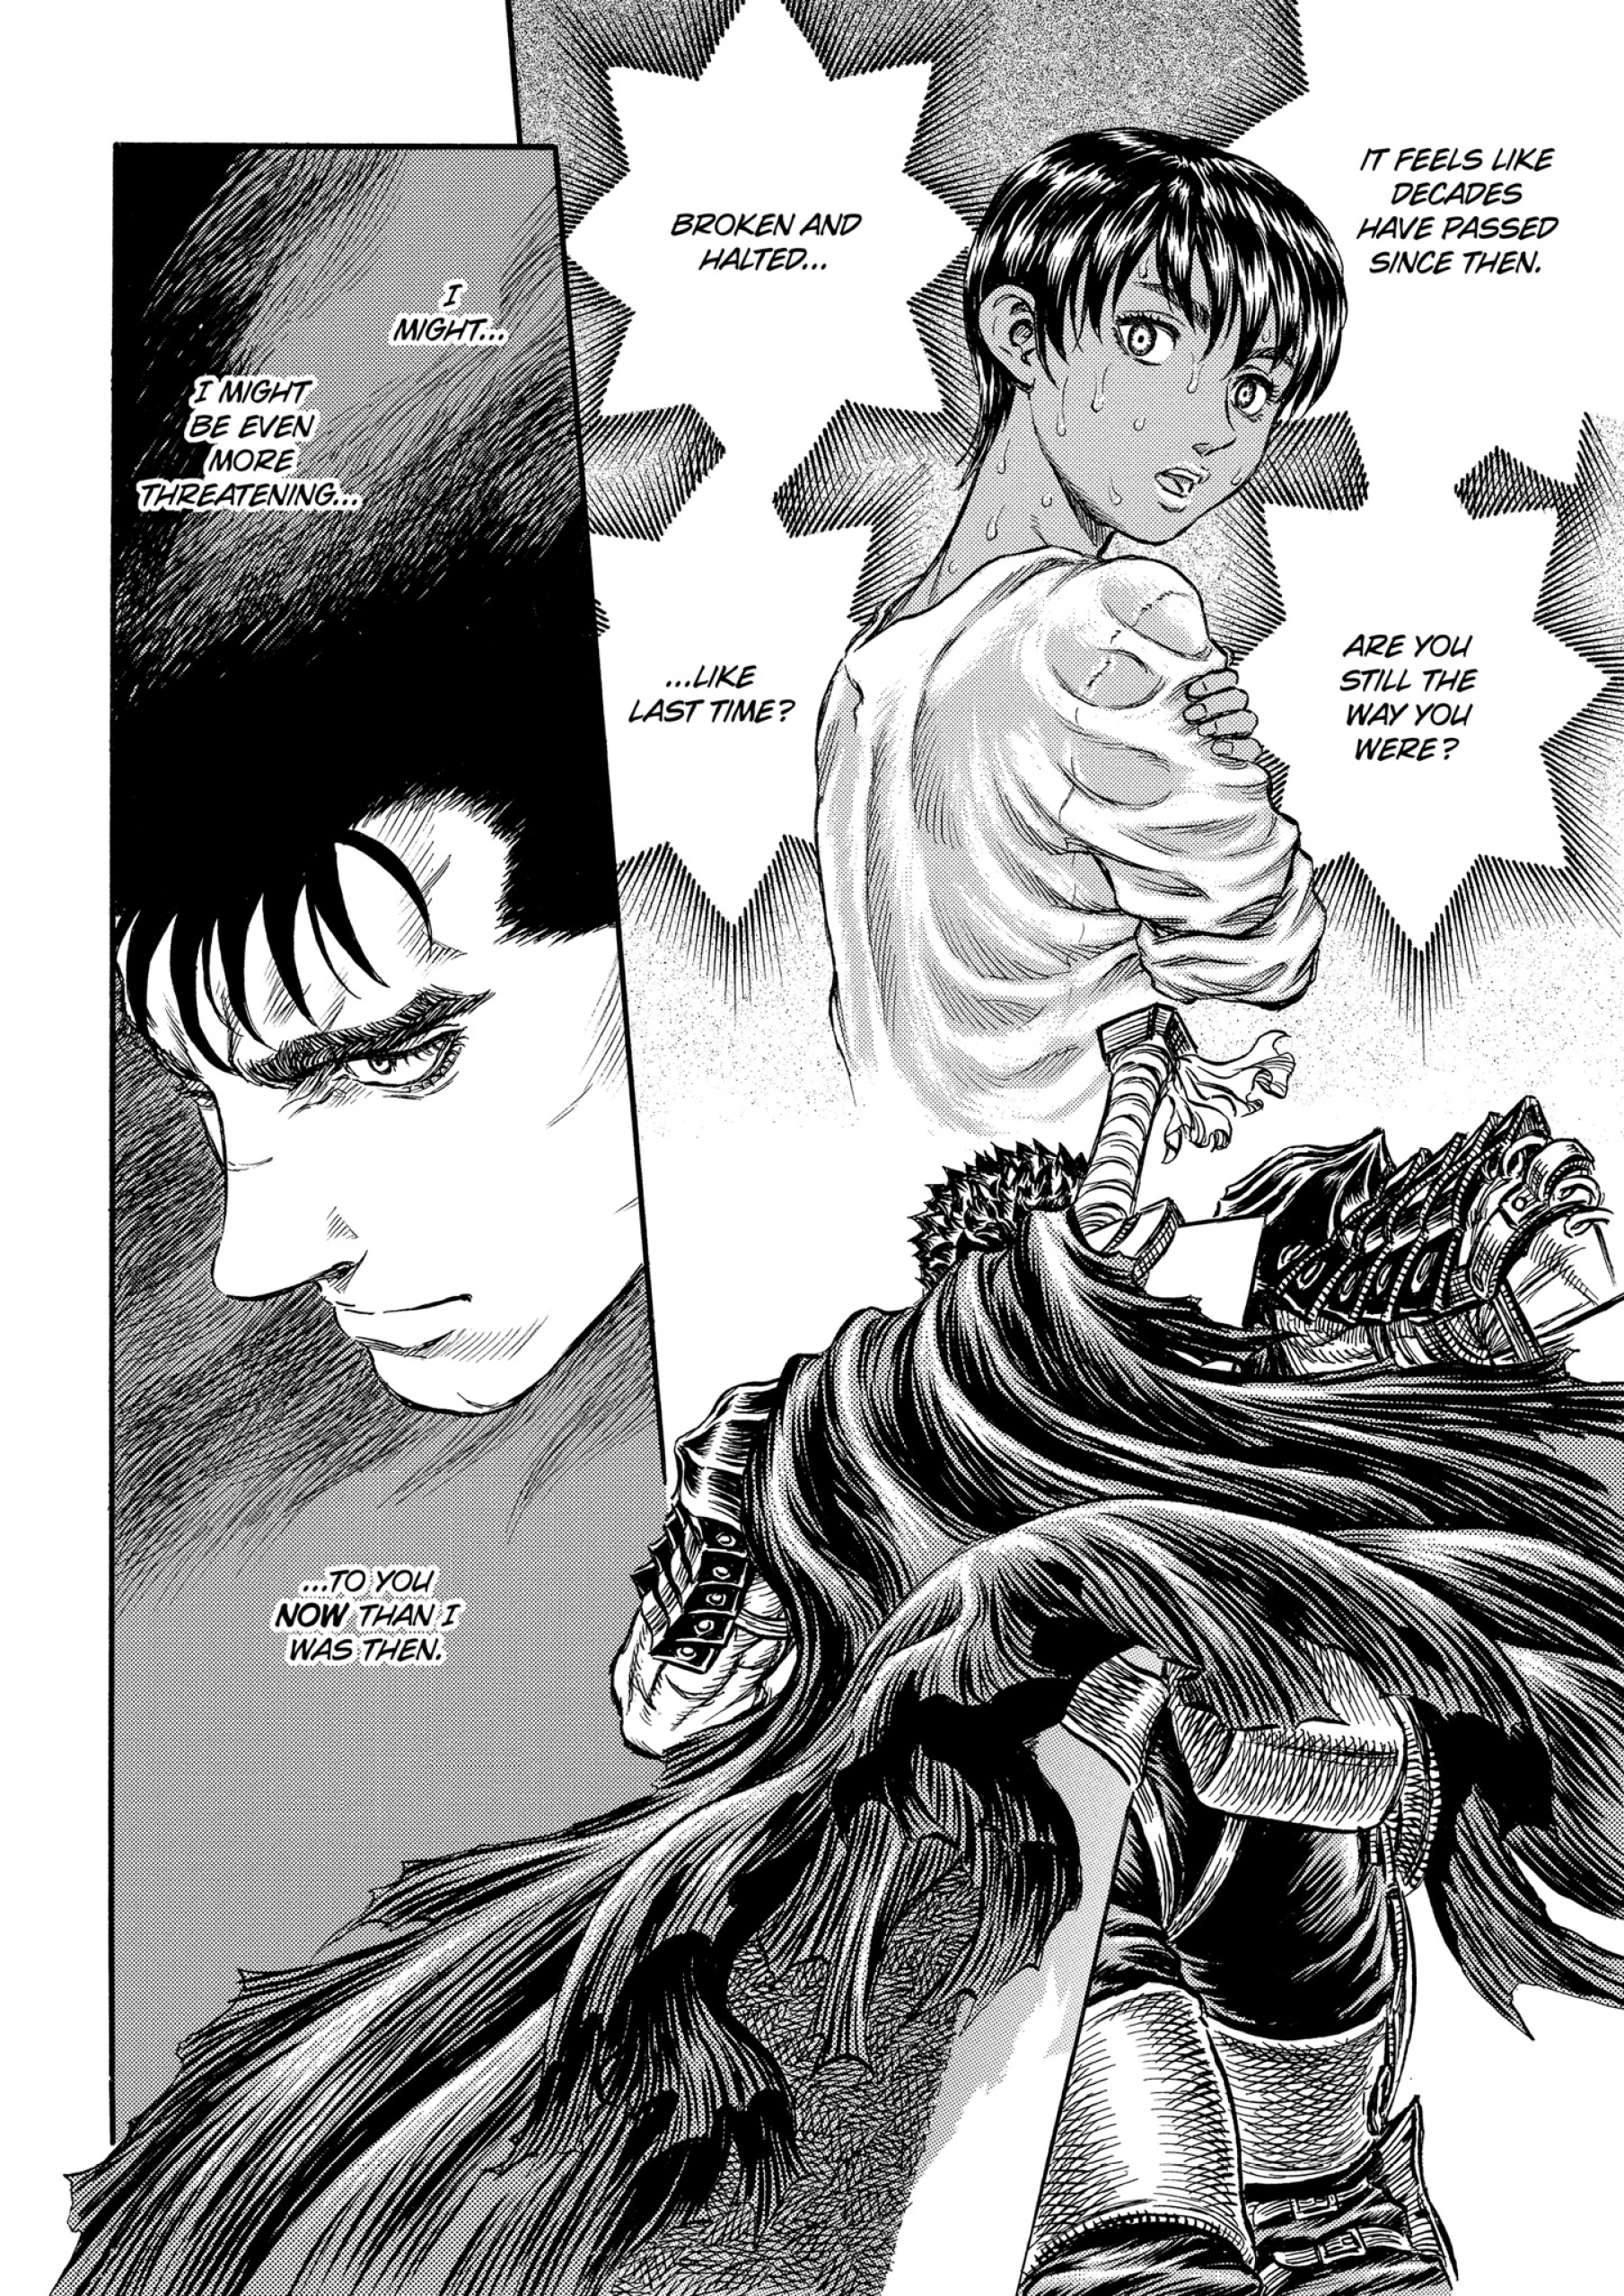 IT FEELS LIKE
DECADES
HAVE PASSED
SINCE THEN.
ARE YOU
STILL THE
WAY YOU
WERE?
BROKEN AND
HALTED...
...LIKE
LAST TIME?
I
MIGHT...
I MIGHT
BE EVEN
MORE
THREATENING...
...TO YOU
NOW THAN I
WAS THEN.